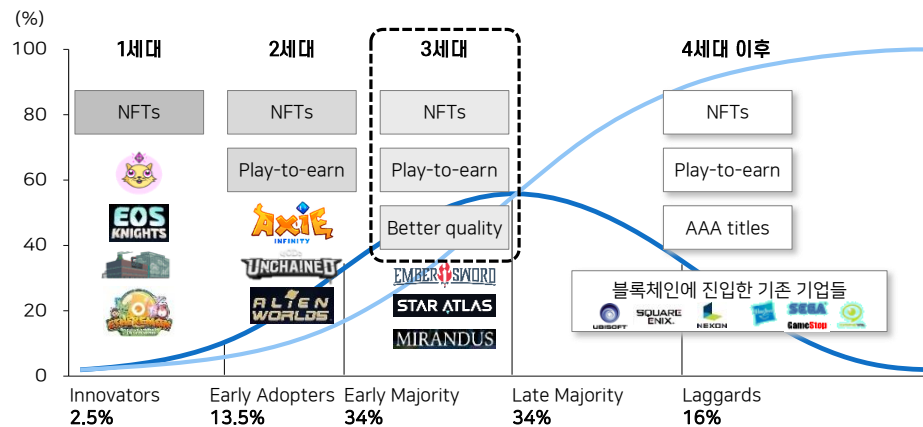 (%)
100
80
60
40
20
0
1세대
2세대
3세대
4세대 이후
NFTs
NFTs
NFTs
NFTs
Play-to-earn
Play-to-earn
Play-to-earn
Better quality
AAA titles
EOS
KNIGHTS
AXIE
INFINITY
UNCHAINED
ALIEN
WORLDS
EMBER SWORD
STAR ATLAS
MIRANDUS
블록체인에 진입한 기존 기업들
UBISOFT
SQUARE
ENIX.
NEXON
SEGA
GameStop
Innovators
2.5%
Early Adopters
13.5%
Early Majority
34%
Late Majority
34%
Laggards
16%